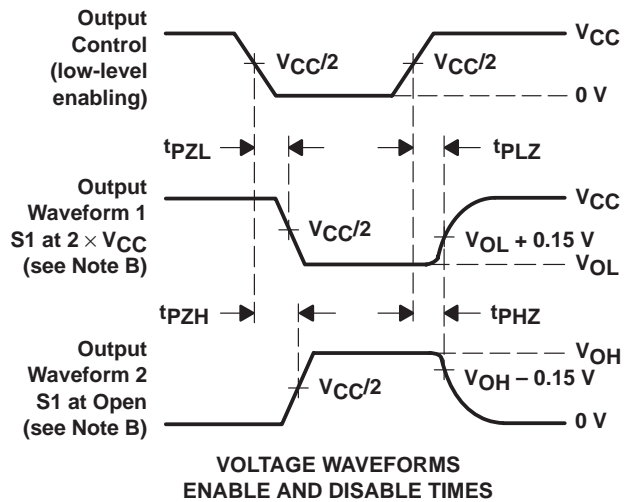 Output
Control
(low-level
enabling)
VCC/2
VCC/2
VCC
0 V
tPZL
tPLZ
Output
Waveform 1
S1 at 2 × VCC
(see Note B)
VCC/2
VCC
VOL + 0.15 V
VOL
tPZH
tPHZ
Output
Waveform 2
S1 at Open
(see Note B)
VCC/2
VOH
VOH – 0.15 V
0 V
VOLTAGE WAVEFORMS
ENABLE AND DISABLE TIMES